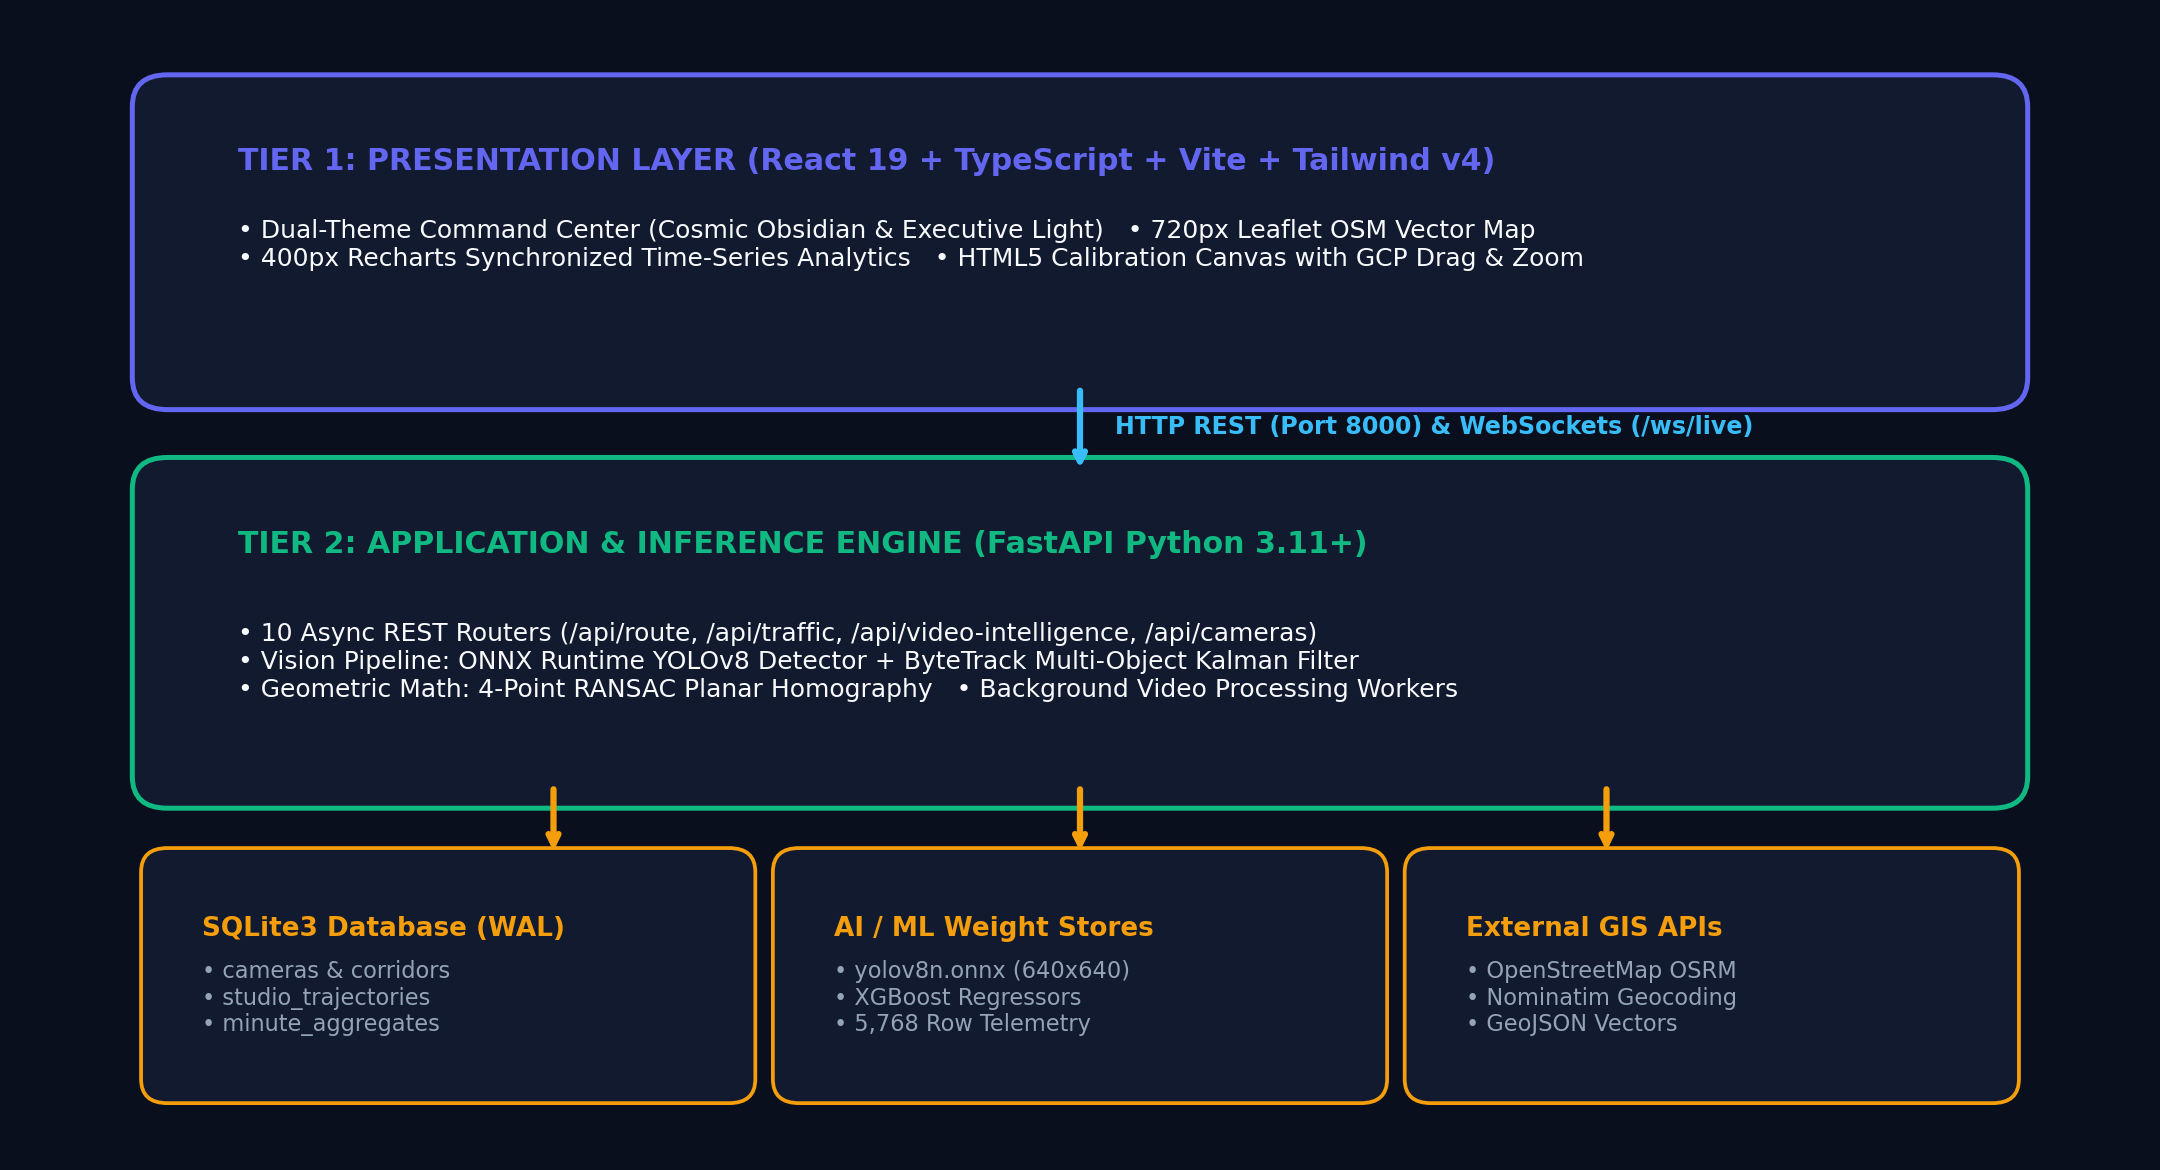 TIER 1: PRESENTATION LAYER (React 19 + TypeScript + Vite + Tailwind v4)
• Dual-Theme Command Center (Cosmic Obsidian & Executive Light)   • 720px Leaflet OSM Vector Map
• 400px Recharts Synchronized Time-Series Analytics   • HTML5 Calibration Canvas with GCP Drag & Zoom
HTTP REST (Port 8000) & WebSockets (/ws/live)
TIER 2: APPLICATION & INFERENCE ENGINE (FastAPI Python 3.11+)
• 10 Async REST Routers (/api/route, /api/traffic, /api/video-intelligence, /api/cameras)
• Vision Pipeline: ONNX Runtime YOLOv8 Detector + ByteTrack Multi-Object Kalman Filter
• Geometric Math: 4-Point RANSAC Planar Homography   • Background Video Processing Workers
SQLite3 Database (WAL)
• cameras & corridors
• studio_trajectories
• minute_aggregates
AI / ML Weight Stores
• yolov8n.onnx (640x640)
• XGBoost Regressors
• 5,768 Row Telemetry
External GIS APIs
• OpenStreetMap OSRM
• Nominatim Geocoding
• GeoJSON Vectors